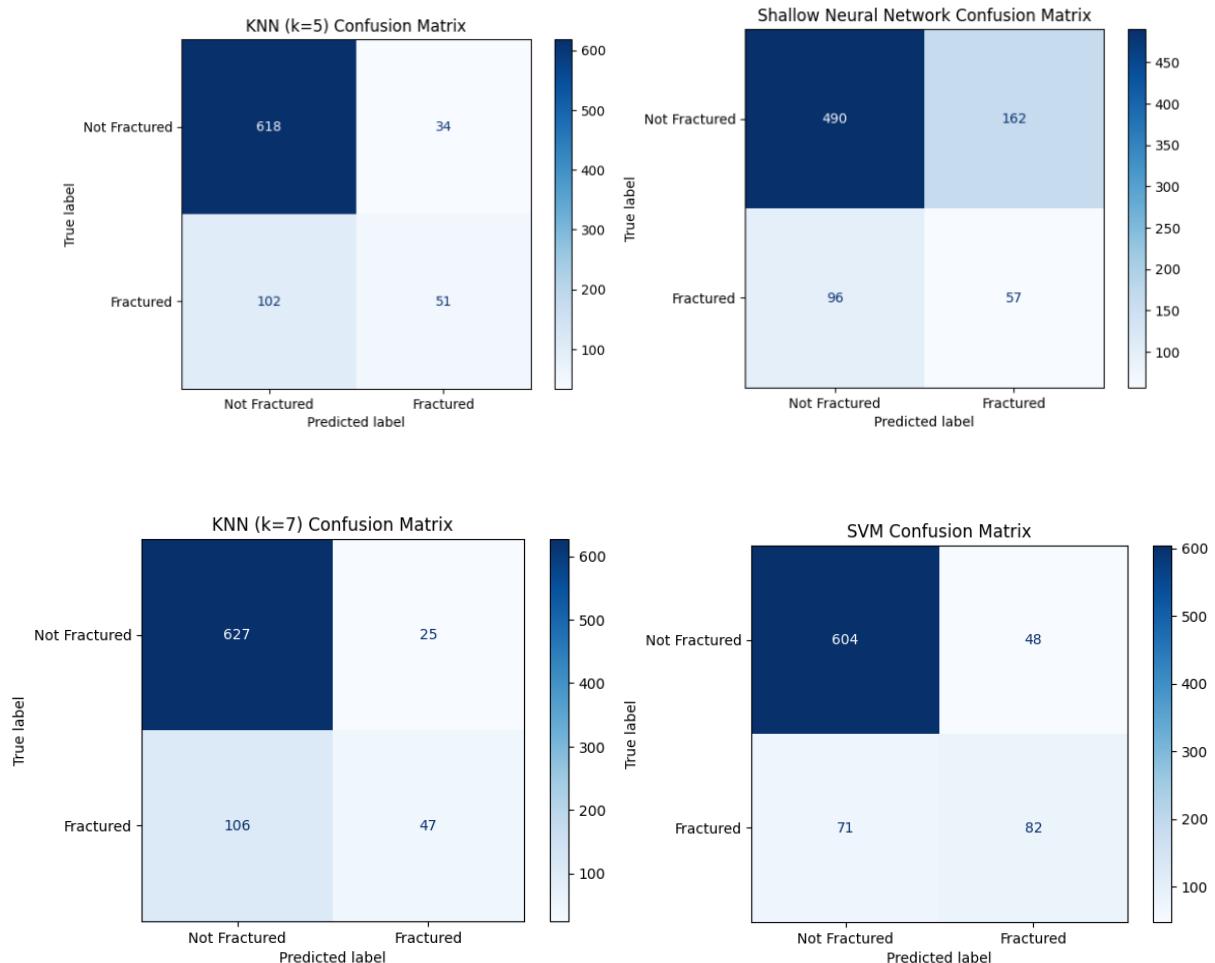 KNN (k=5) Confusion Matrix
600
500
400
300
200
100
Not Fractured
618
34
Fractured
102
51
True label
Not Fractured
Fractured
Predicted label
Shallow Neural Network Confusion Matrix
450
400
350
300
250
200
150
100
Not Fractured
490
162
Fractured
96
57
True label
Not Fractured
Fractured
Predicted label
KNN (k=7) Confusion Matrix
600
500
400
300
200
100
Not Fractured
627
25
Fractured
106
47
True label
Not Fractured
Fractured
Predicted label
SVM Confusion Matrix
600
500
400
300
200
100
Not Fractured
604
48
Fractured
71
82
True label
Not Fractured
Fractured
Predicted label